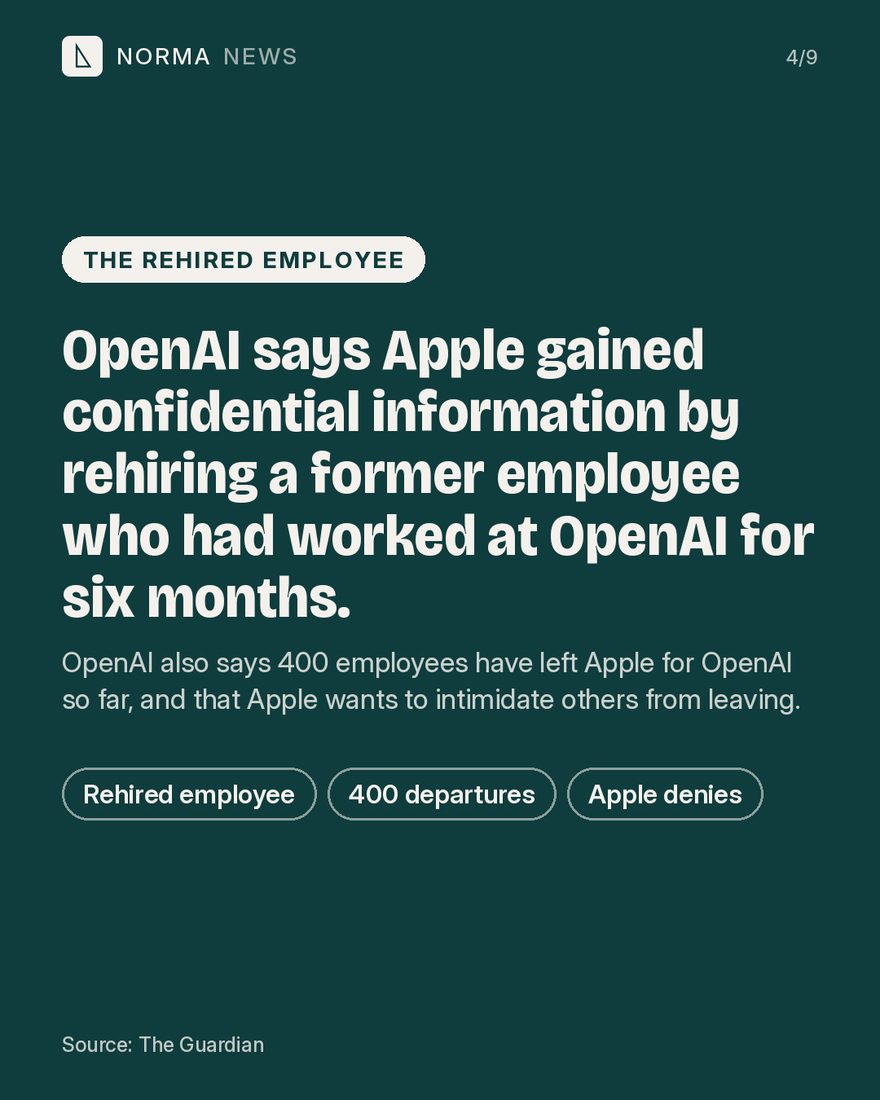 NORMA NEWS
4/9
THE REHIRED EMPLOYEE
OpenAI says Apple gained
confidential information by
rehiring a former employee
who had worked at OpenAI for
six months.
OpenAI also says 400 employees have left Apple for OpenAI
so far, and that Apple wants to intimidate others from leaving.
Rehired employee
400 departures
Apple denies
Source: The Guardian